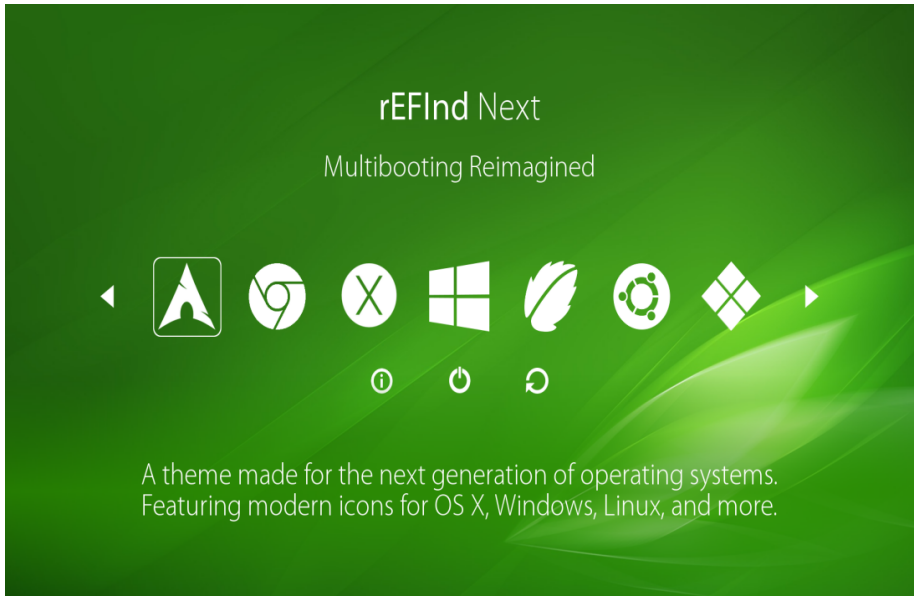 rEFInd Next
Multibooting Reimagined
X
A theme made for the next generation of operating systems.
Featuring modern icons for OS X, Windows, Linux, and more.